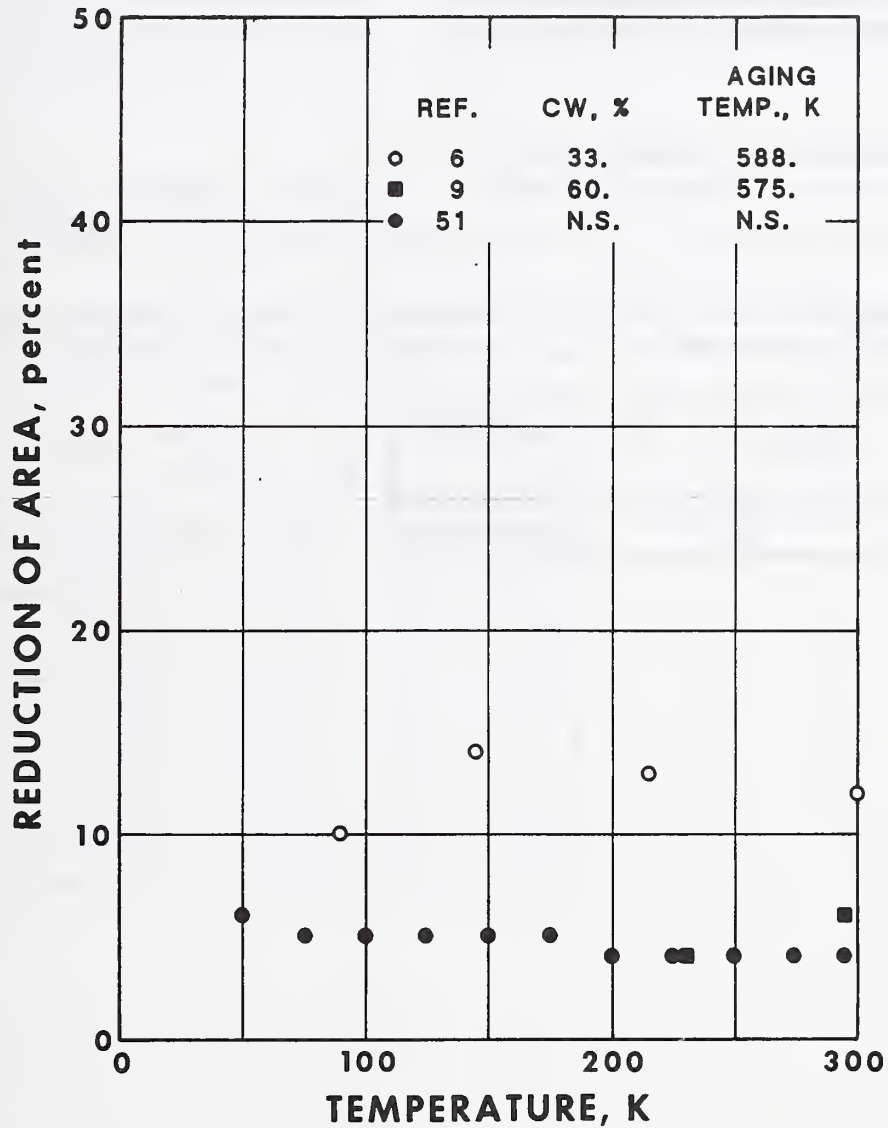 50
AGING
REF. CW, % TEMP., K
6 33. 588.
9 60. 575.
51 N.S. N.S.
40
30
20
10
0
0 100 200 300
REDUCTION OF AREA, percent
TEMPERATURE, K